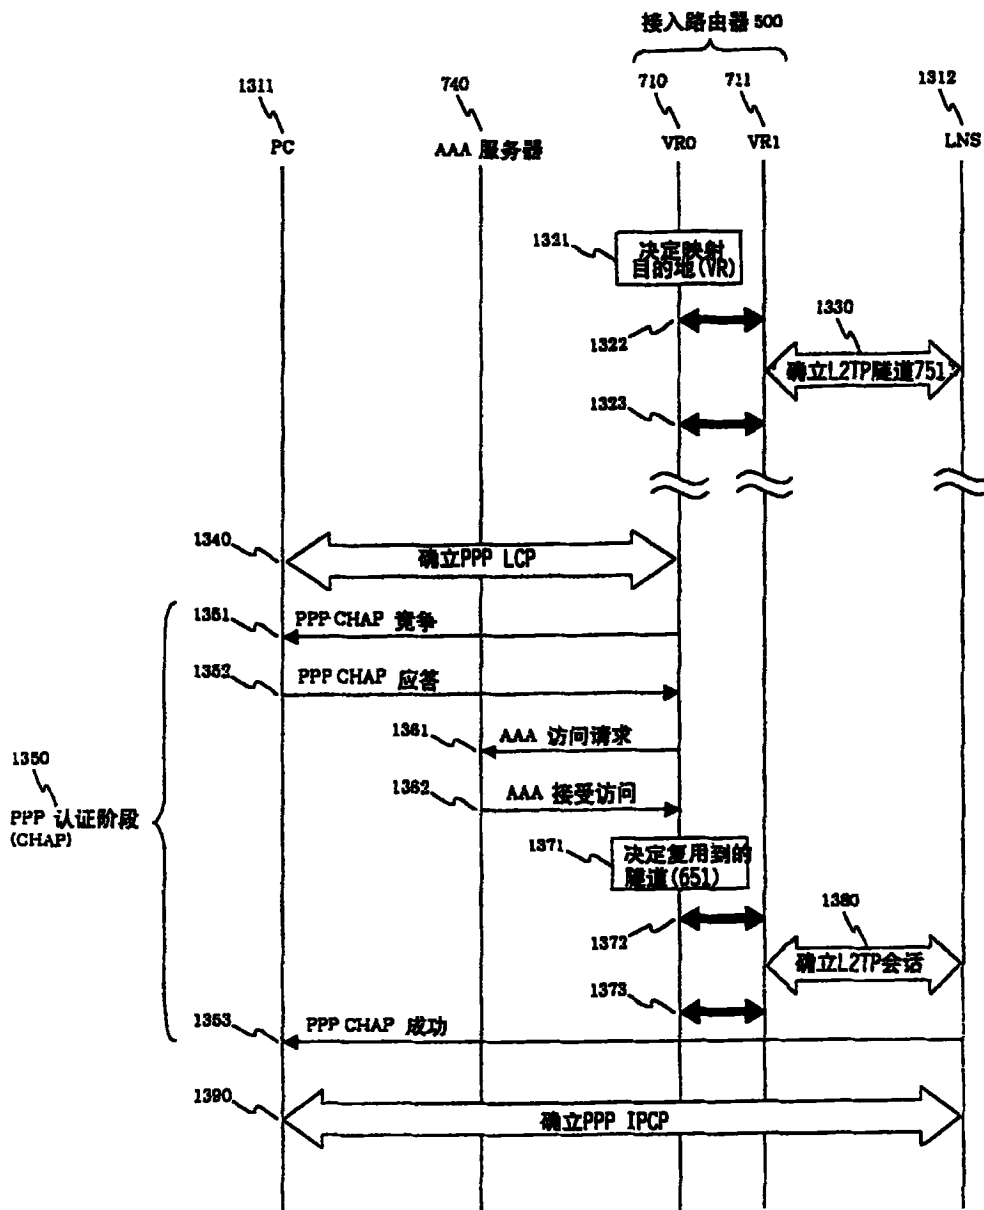 接入路由器 500
1311
740
710
711
1312
PC
AAA 服务器
VR0
VR1
LNS
1321
决定映射
目的地(VR)
1322
1330
确立L2TP隧道751
1323
1340
确立PPP LCP
1351
PPP CHAP 竞争
1352
PPP CHAP 应答
1361
AAA 访问请求
1350
1362
AAA 接受访问
PPP 认证阶段
(CHAP)
1371
决定复用到的
隧道(651)
1372
1380
确立L2TP会话
1373
1353
PPP CHAP 成功
1390
确立PPP IPCP